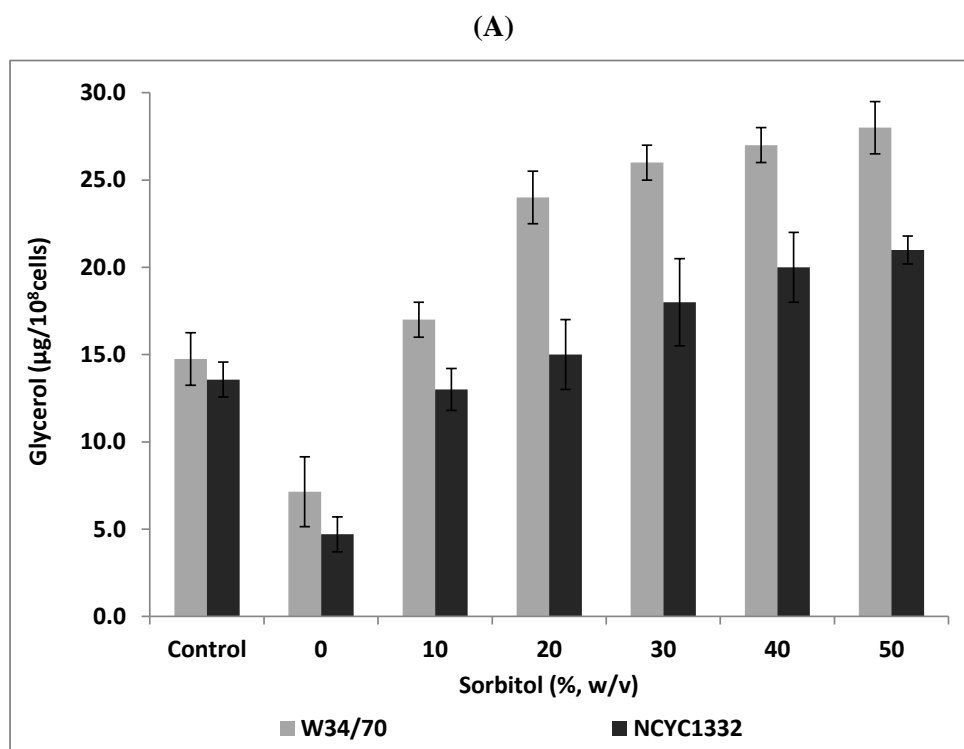 (A)
30.0
25.0
20.0
15.0
10.0
5.0
0.0
Glycerol (µg/10⁸cells)
Control 0 10 20 30 40 50
Sorbitol (%, w/v)
W34/70 NCYC1332